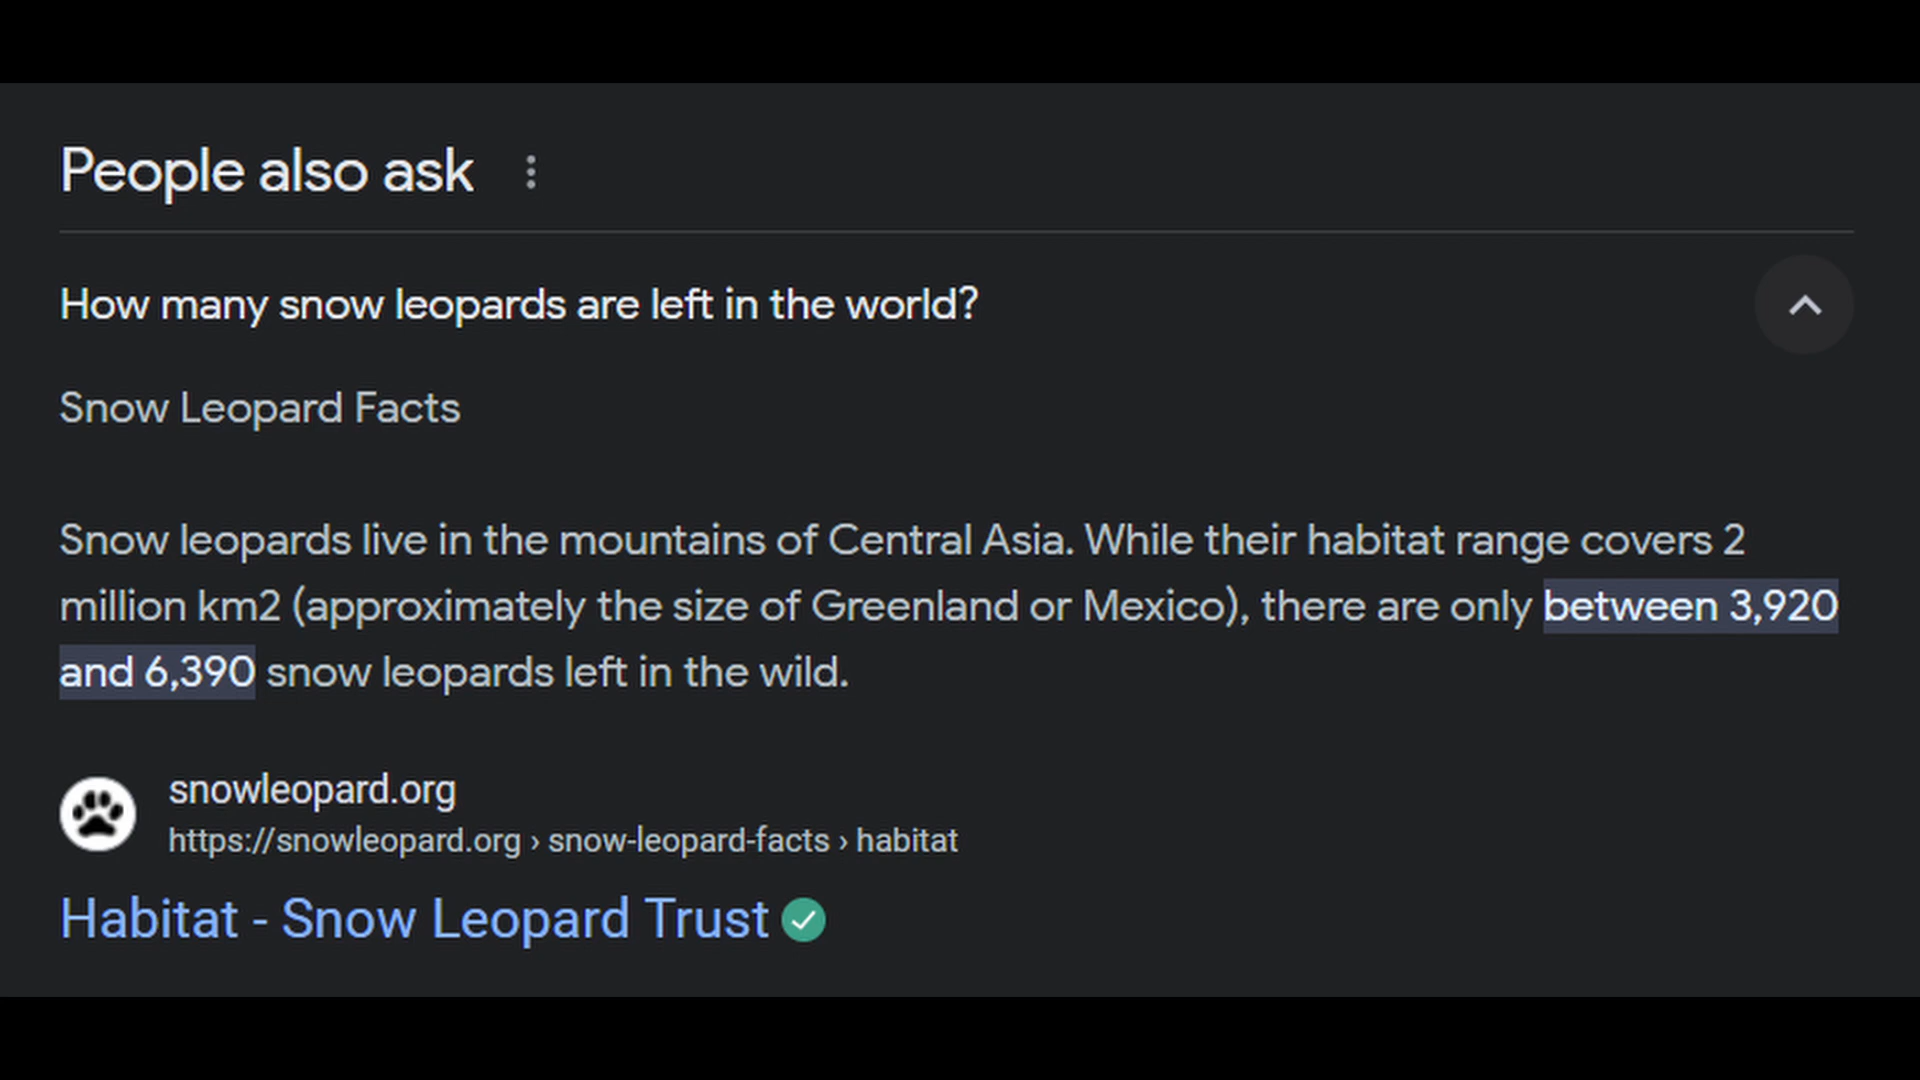 People also ask
How many snow leopards are left in the world?
Snow Leopard Facts
Snow leopards live in the mountains of Central Asia. While their habitat range covers 2
million km2 (approximately the size of Greenland or Mexico), there are only between 3,920
and 6,390 snow leopards left in the wild.
snowleopard.org
https://snowleopard.org › snow-leopard-facts › habitat
Habitat - Snow Leopard Trust